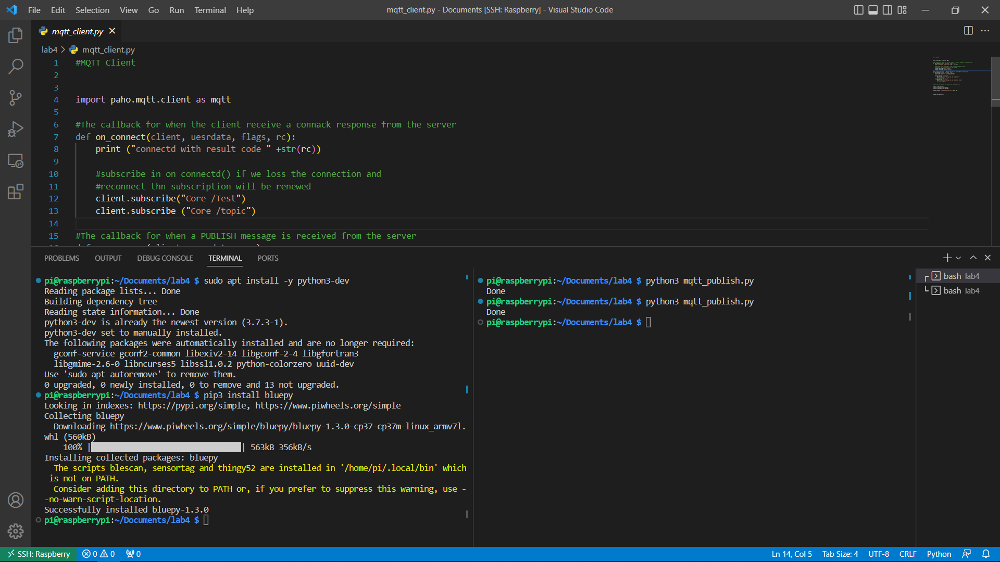 File Edit Selection View Go Run Terminal Help
mqtt_client.py - Documents [SSH: Raspberry] - Visual Studio Code
mqtt_client.py
lab4 > mqtt_client.py
1 #MQTT Client
2
3
4 import paho.mqtt.client as mqtt
5
6 #The callback for when the client receive a connack response from the server
7 def on_connect(client, uesrdata, flags, rc):
8 print ("connectd with result code " +str(rc))
9
10 #subscribe in on connectd() if we loss the connection and
11 #reconnect thn subscription will be renewed
12 client.subscribe("Core /Test")
13 client.subscribe ("Core /topic")
14
15 #The callback for when a PUBLISH message is received from the server
PROBLEMS OUTPUT DEBUG CONSOLE TERMINAL PORTS
pi@raspberrypi:~/Documents/lab4 $ sudo apt install -y python3-dev
Reading package lists... Done
Building dependency tree
Reading state information... Done
python3-dev is already the newest version (3.7.3-1).
python3-dev set to manually installed.
The following packages were automatically installed and are no longer required:
gconf-service gconf2-common libexiv2-14 libgconf-2-4 libgfortran3
libgmime-2.6-0 libncurses5 libssl1.0.2 python-colorzero uuid-dev
Use 'sudo apt autoremove' to remove them.
0 upgraded, 0 newly installed, 0 to remove and 13 not upgraded.
pi@raspberrypi:~/Documents/lab4 $ pip3 install bluepy
Looking in indexes: https://pypi.org/simple, https://www.piwheels.org/simple
Collecting bluepy
Downloading https://www.piwheels.org/simple/bluepy/bluepy-1.3.0-cp37-cp37m-linux_armv7l.
whl (560kB)
100% | | 563kB 356kB/s
Installing collected packages: bluepy
The scripts blescan, sensortag and thingy52 are installed in '/home/pi/.local/bin' which
is not on PATH.
Consider adding this directory to PATH or, if you prefer to suppress this warning, use -
-no-warn-script-location.
Successfully installed bluepy-1.3.0
pi@raspberrypi:~/Documents/lab4 $
pi@raspberrypi:~/Documents/lab4 $ python3 mqtt_publish.py
Done
pi@raspberrypi:~/Documents/lab4 $ python3 mqtt_publish.py
Done
pi@raspberrypi:~/Documents/lab4 $
bash lab4
bash lab4
SSH: Raspberry 0 0 0
Ln 14, Col 5 Tab Size: 4 UTF-8 CRLF Python